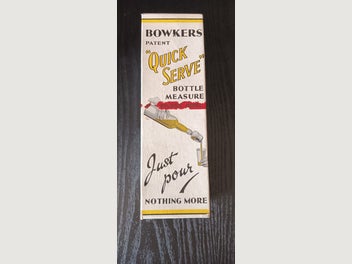 BOWKERS
PATENT
"QUICK
SERVE"
BOTTLE
MEASURE
Just
pour
NOTHING MORE